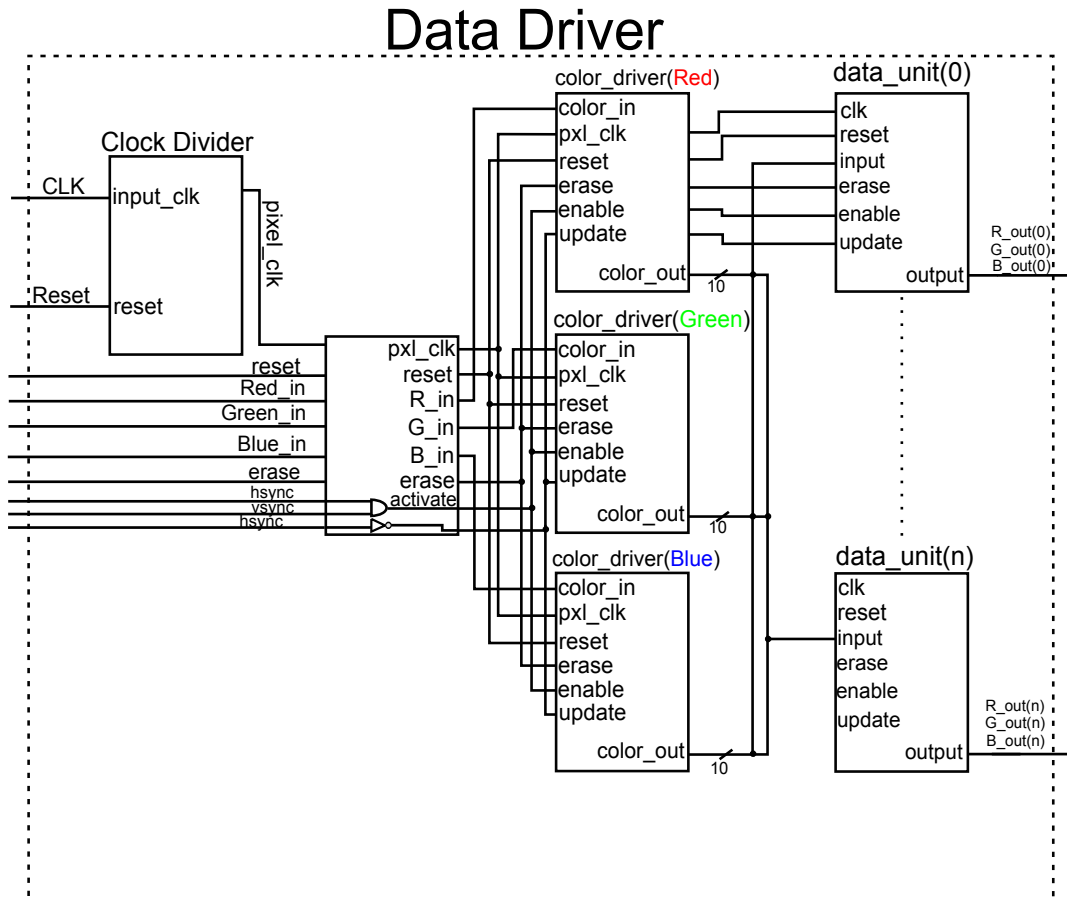 Data Driver
Clock Divider
CLK
input_clk
Reset
reset
pixel_clk
reset
Red_in
Green_in
Blue_in
erase
hsync
vsync
hsync
pxl_clk
reset
R_in
G_in
B_in
erase
activate
color_driver(Red)
color_in
pxl_clk
reset
erase
enable
update
color_out
10
color_driver(Green)
color_in
pxl_clk
reset
erase
enable
update
color_out
10
color_driver(Blue)
color_in
pxl_clk
reset
erase
enable
update
color_out
10
data_unit(0)
clk
reset
input
erase
enable
update
output
R_out(0)
G_out(0)
B_out(0)
data_unit(n)
clk
reset
input
erase
enable
update
output
R_out(n)
G_out(n)
B_out(n)